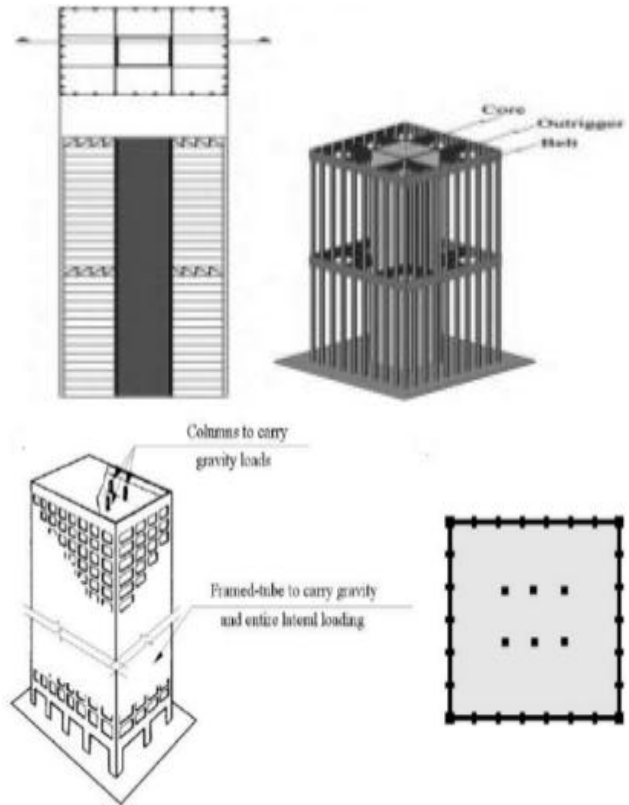 Core
Outrigger
Belt
Columns to carry
gravity loads
Framed-tube to carry gravity
and entire lateral loading